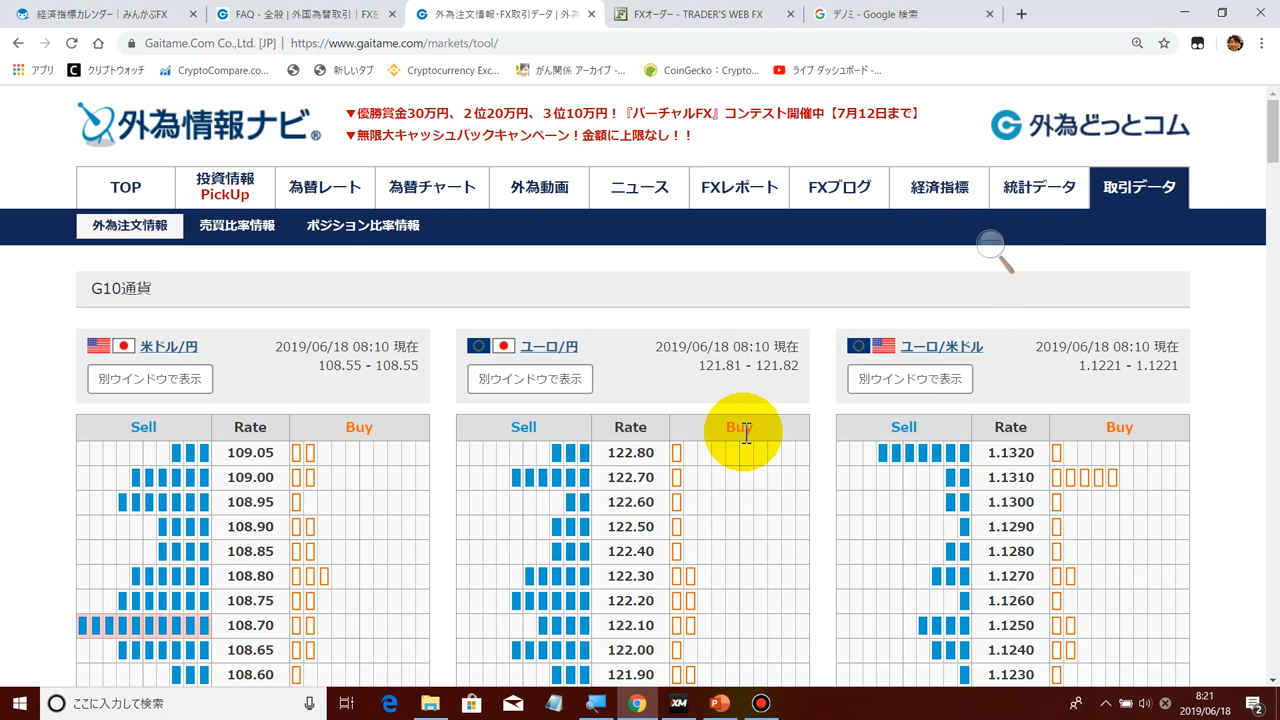 経済指標カレンダー｜みんかぶFX
FAQ - 全般 | 外国為替取引｜FXを
外為注文情報・FX取引データ | 外為
FXオーダー - TRADER'S WEB FX
デノミ - Google 検索
Gaitame.Com Co.,Ltd. [JP] | https://www.gaitame.com/markets/tool/
アプリ
クリプトウォッチ
CryptoCompare.co...
新しいタブ
Cryptocurrency Exc...
がん関係 アーカイブ - ...
CoinGecko：Crypto...
ライブ ダッシュボード - ...
外為情報ナビ®
▼優勝賞金30万円、２位20万円、３位10万円！『バーチャルFX』コンテスト開催中【7月12日まで】
▼無限大キャッシュバックキャンペーン！金額に上限なし！！
外為どっとコム
TOP
投資情報
PickUp
為替レート
為替チャート
外為動画
ニュース
FXレポート
FXブログ
経済指標
統計データ
取引データ
外為注文情報
売買比率情報
ポジション比率情報
G10通貨
米ドル/円
2019/06/18 08:10 現在
108.55 - 108.55
別ウインドウで表示
ユーロ/円
2019/06/18 08:10 現在
121.81 - 121.82
別ウインドウで表示
ユーロ/米ドル
2019/06/18 08:10 現在
1.1221 - 1.1221
別ウインドウで表示
Sell Rate Buy Sell Rate Buy Sell Rate Buy
109.05 122.80 1.1320
109.00 122.70 1.1310
108.95 122.60 1.1300
108.90 122.50 1.1290
108.85 122.40 1.1280
108.80 122.30 1.1270
108.75 122.20 1.1260
108.70 122.10 1.1250
108.65 122.00 1.1240
108.60 121.90 1.1230
ここに入力して検索
XM
8:21
2019/06/18
2